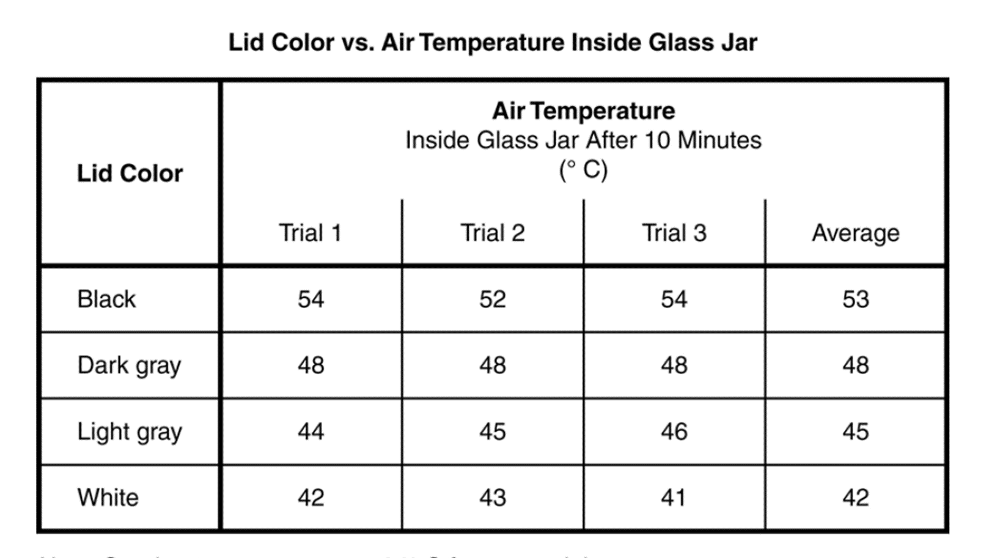 Lid Color vs. Air Temperature Inside Glass Jar
Air Temperature
Inside Glass Jar After 10 Minutes
(° C)
Lid Color
Trial 1 Trial 2 Trial 3 Average
Black 54 52 54 53
Dark gray 48 48 48 48
Light gray 44 45 46 45
White 42 43 41 42